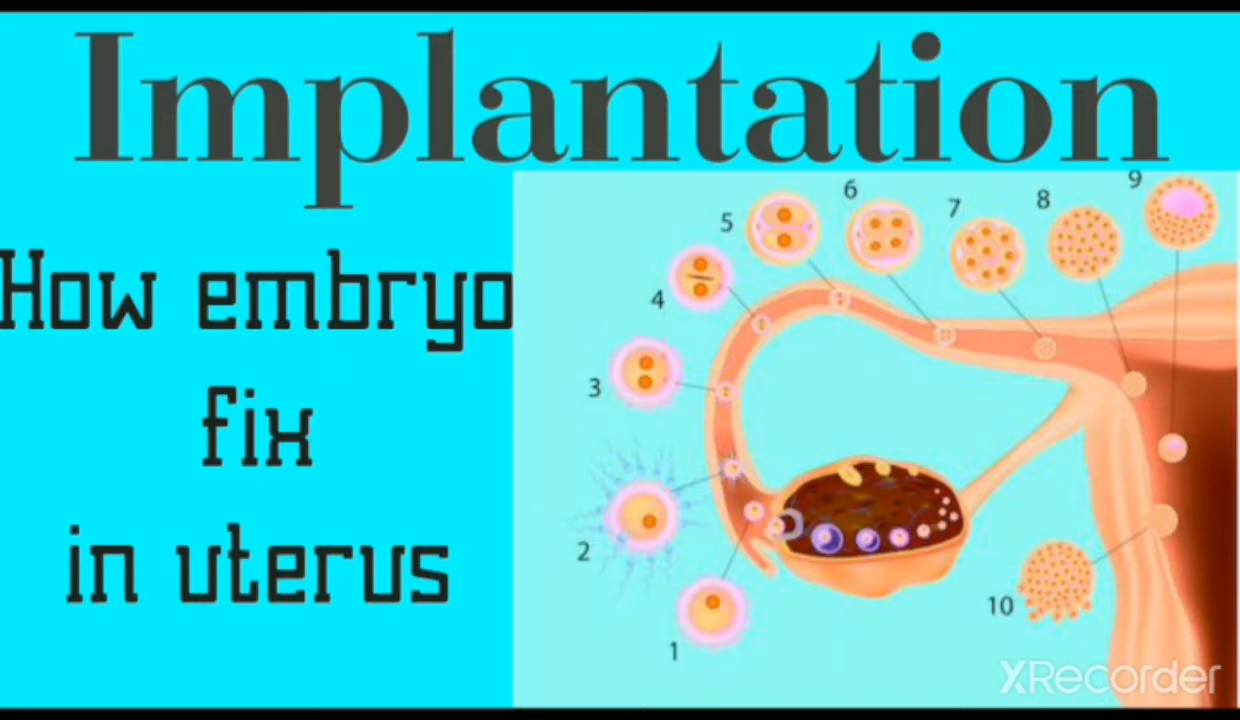 Implantation
How embryo
fix
in uterus
1
2
3
4
5
6
7
8
9
10
XRecorder